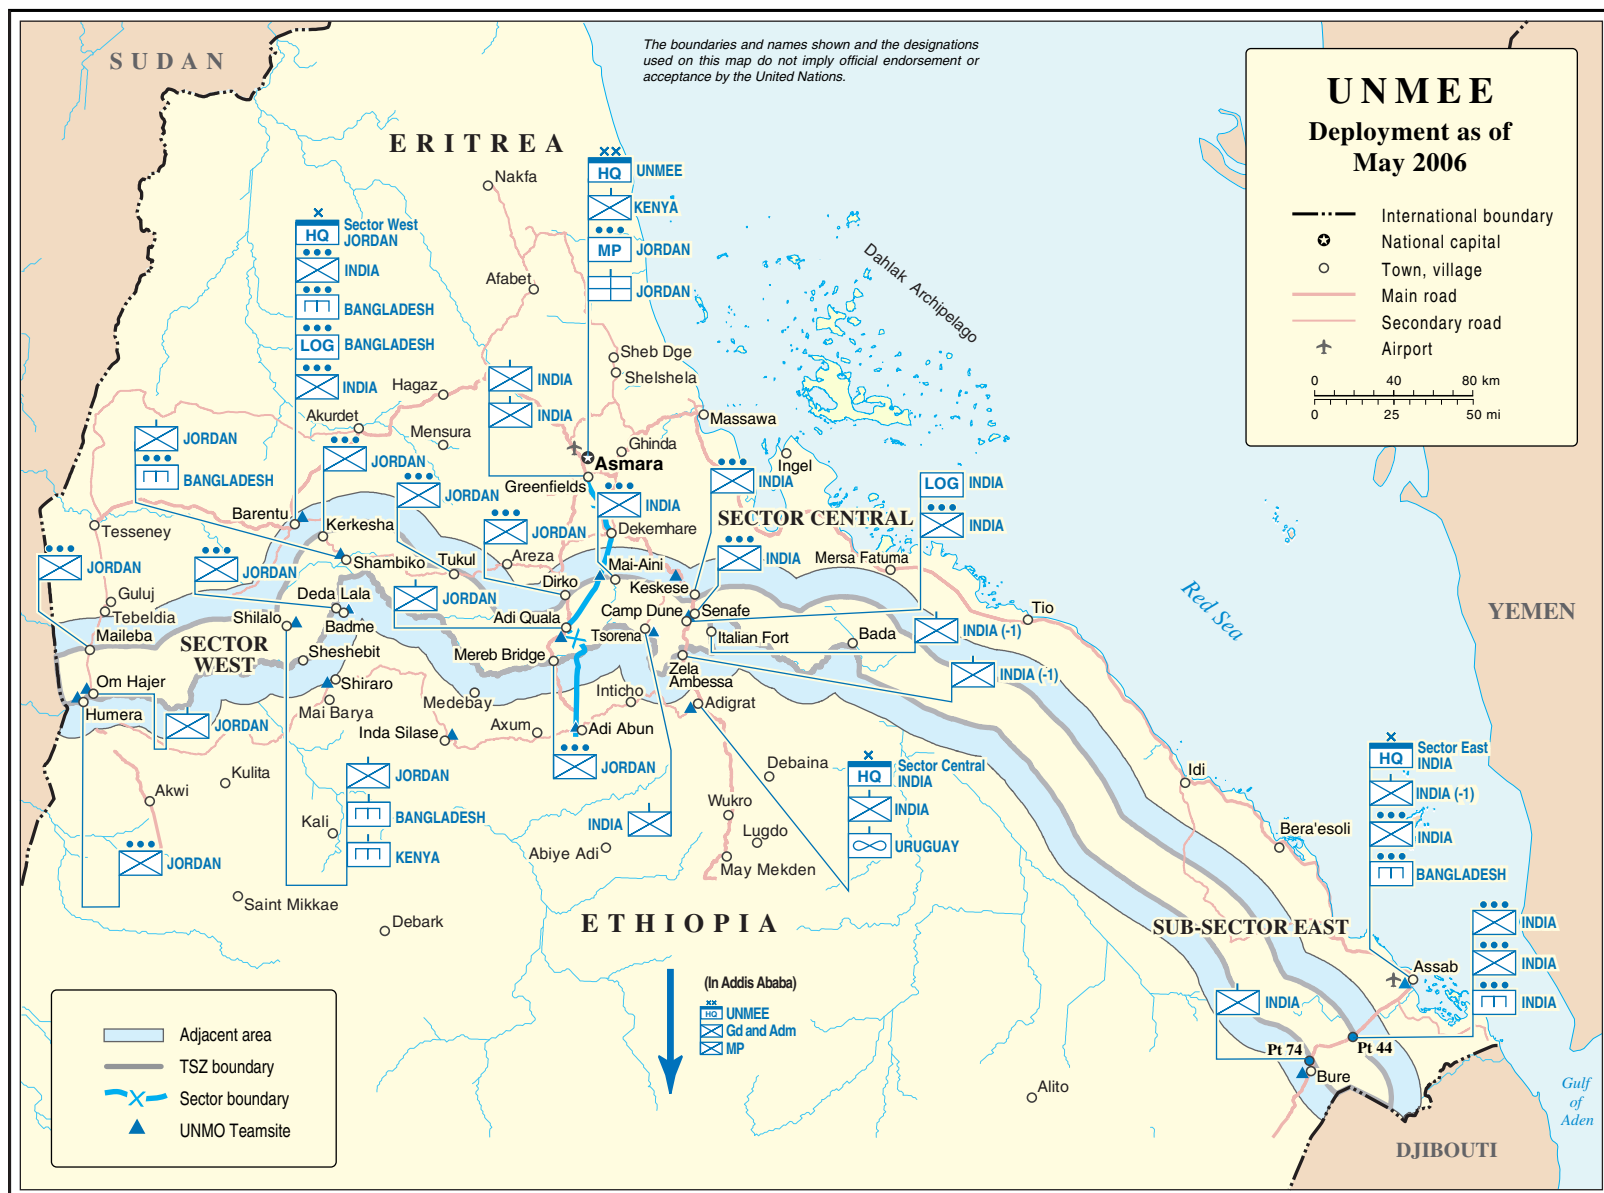 SUDAN
The boundaries and names shown and the designations
used on this map do not imply official endorsement or
acceptance by the United Nations.
UNMEE
Deployment as of
May 2006
International boundary
National capital
Town, village
Main road
Secondary road
Airport
0 40 80 km
0 25 50 mi
ERITREA
Nakfa
Afabet
HQ UNMEE
KENYA
MP JORDAN
JORDAN
HQ Sector West
JORDAN
INDIA
BANGLADESH
LOG BANGLADESH
INDIA
Dahlak Archipelago
Sheb Dge
Shelshela
Hagaz
INDIA
INDIA
Akurdet
Mensura
Massawa
Ghinda
Asmara
Greenfields
Ingel
JORDAN
BANGLADESH
JORDAN
JORDAN
INDIA
INDIA
LOG INDIA
INDIA
SECTOR CENTRAL
Barentu
Kerkesha
Tesseney
JORDAN
Dekemhare
Areza
INDIA
Mersa Fatuma
JORDAN
JORDAN
Shambiko
Tukul
Mai-Aini
Keskese
Dirko
JORDAN
Guluj
Tebeldia
Deda Lala
Shilalo
Badme
Adi Quala
Camp Dune
Senafe
Tsorena
Italian Fort
Bada
INDIA (-1)
Tio
Red Sea
YEMEN
Maileba
SECTOR
WEST
Sheshebit
Mereb Bridge
Zela
Ambessa
INDIA (-1)
Om Hajer
Humera
Shiraro
Mai Barya
Medebay
Inticho
Adigrat
JORDAN
Inda Silase
Axum
Adi Abun
Kulita
Akwi
JORDAN
BANGLADESH
KENYA
Kali
JORDAN
INDIA
Abiye Adi
Debaina
Wukro
Lugdo
May Mekden
HQ Sector Central
INDIA
INDIA
URUGUAY
Idi
Bera'esoli
HQ Sector East
INDIA
INDIA (-1)
INDIA
BANGLADESH
JORDAN
Saint Mikkae
Debark
ETHIOPIA
SUB-SECTOR EAST
INDIA
INDIA
INDIA
Assab
INDIA
Pt 74
Pt 44
Bure
(In Addis Ababa)
HQ UNMEE
Gd and Adm
MP
Alito
Gulf
of
Aden
DJIBOUTI
Adjacent area
TSZ boundary
Sector boundary
UNMO Teamsite